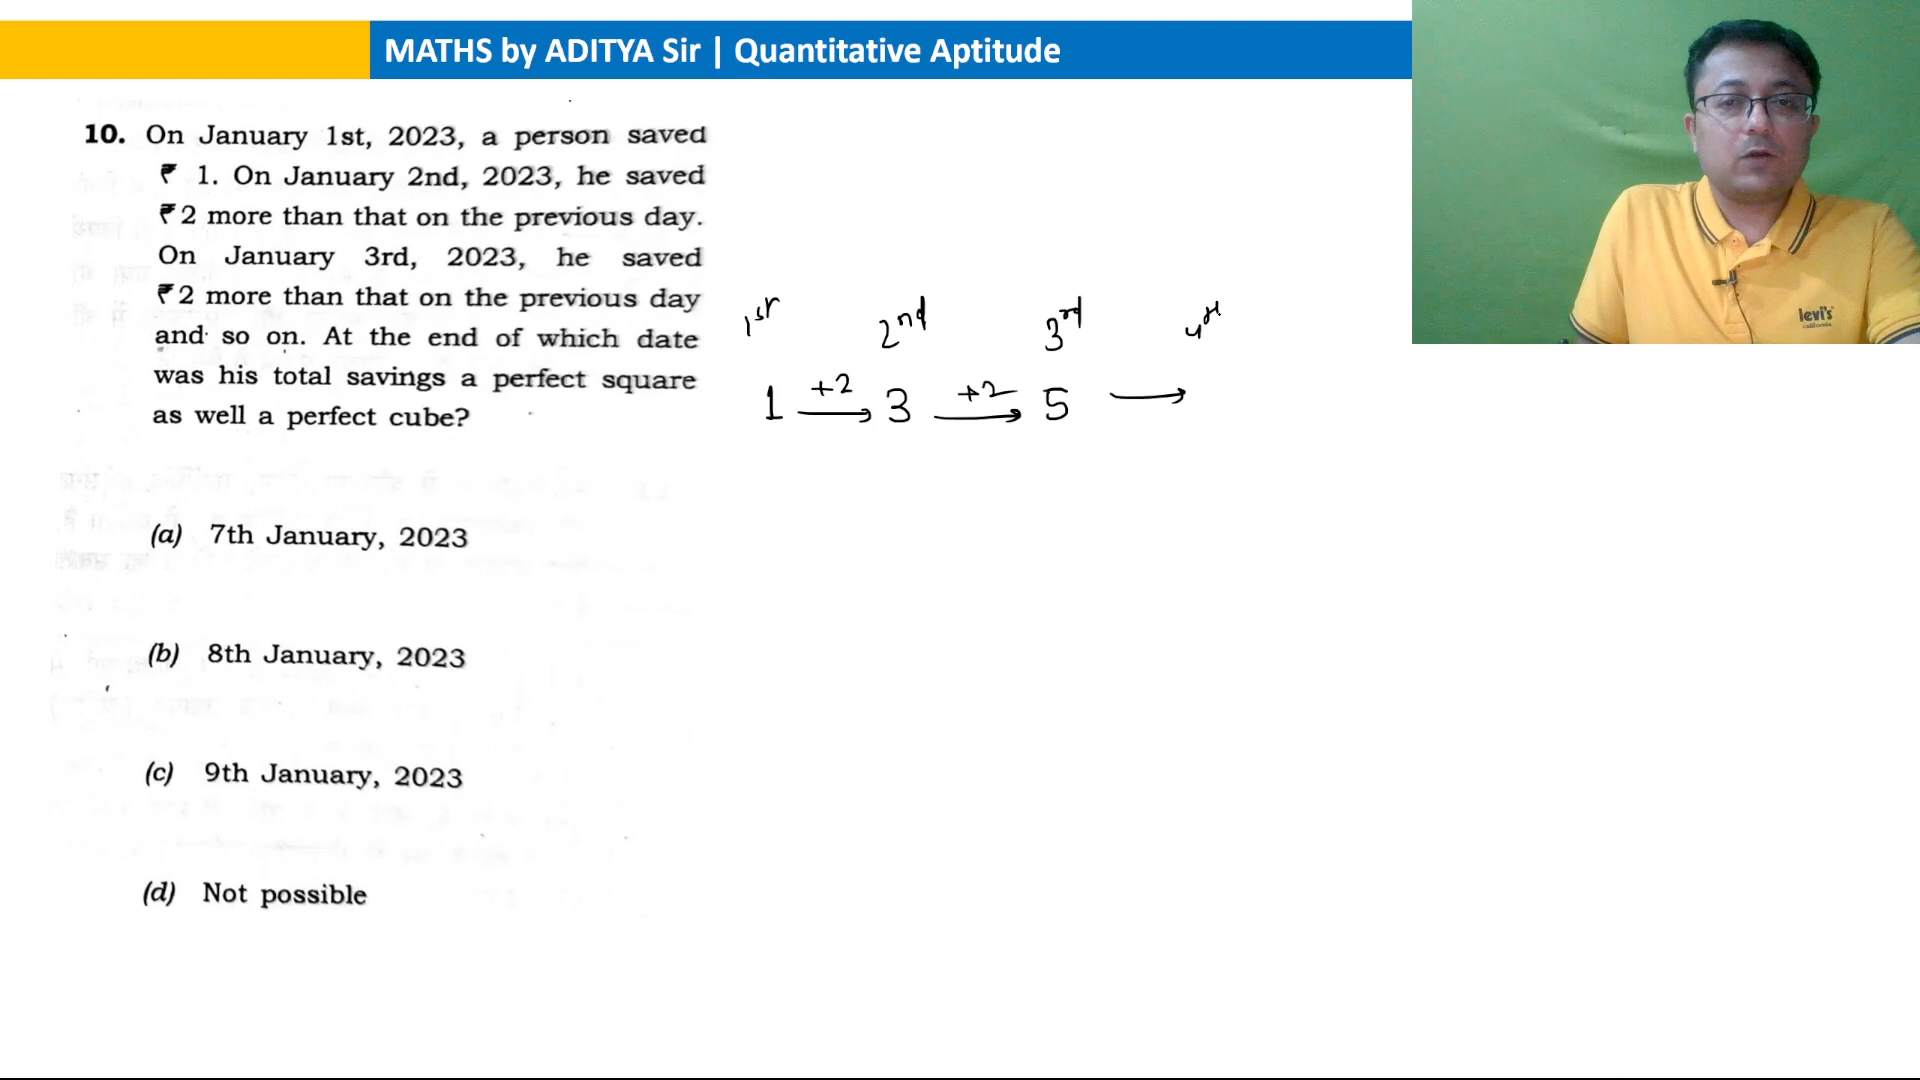 MATHS by ADITYA Sir | Quantitative Aptitude
10. On January 1st, 2023, a person saved
₹ 1. On January 2nd, 2023, he saved
₹ 2 more than that on the previous day.
On January 3rd, 2023, he saved
₹ 2 more than that on the previous day
and so on. At the end of which date
was his total savings a perfect square
as well a perfect cube?
1st 2nd 3rd 4th
1 +2 3 +2 5
(a) 7th January, 2023
(b) 8th January, 2023
(c) 9th January, 2023
(d) Not possible
levi's
california